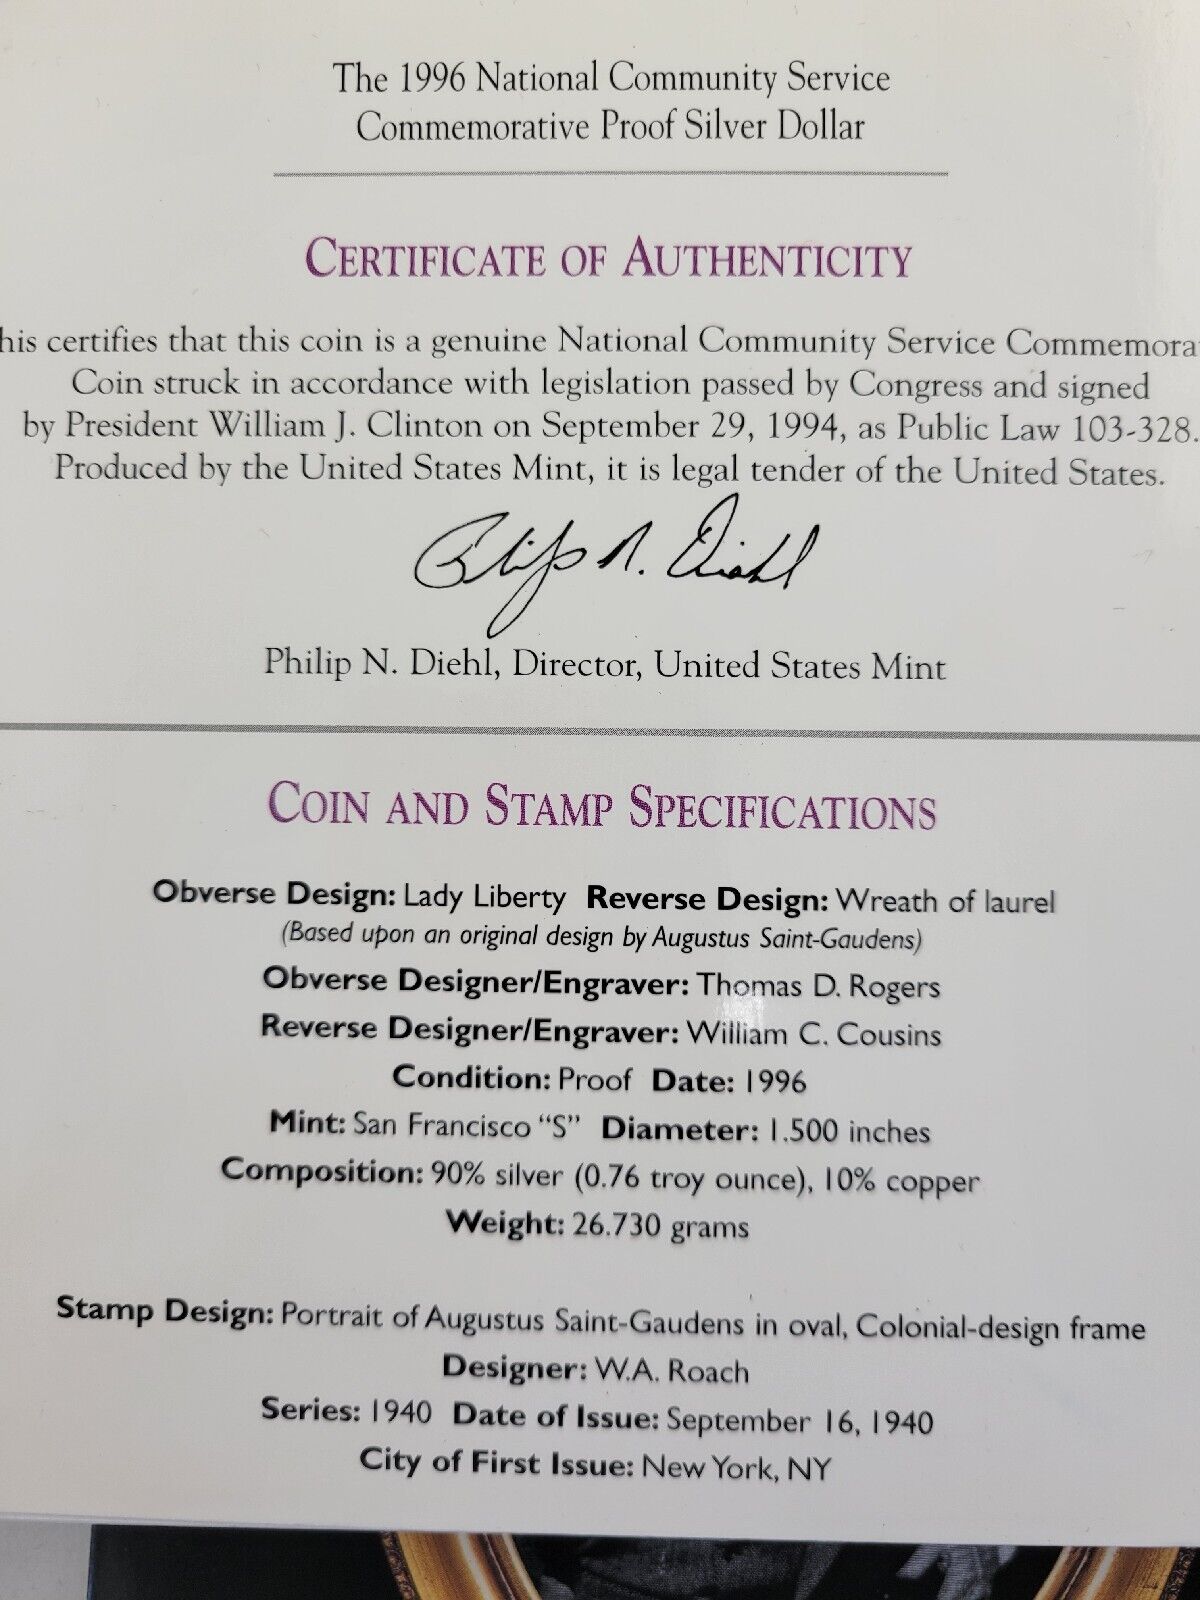 The 1996 National Community Service
Commemorative Proof Silver Dollar
CERTIFICATE OF AUTHENTICITY
his certifies that this coin is a genuine National Community Service Commemora
Coin struck in accordance with legislation passed by Congress and signed
by President William J. Clinton on September 29, 1994, as Public Law 103-328.
Produced by the United States Mint, it is legal tender of the United States.
Philip N. Diehl
Philip N. Diehl, Director, United States Mint
COIN AND STAMP SPECIFICATIONS
Obverse Design: Lady Liberty Reverse Design: Wreath of laurel
(Based upon an original design by Augustus Saint-Gaudens)
Obverse Designer/Engraver: Thomas D. Rogers
Reverse Designer/Engraver: William C. Cousins
Condition: Proof Date: 1996
Mint: San Francisco “S” Diameter: 1.500 inches
Composition: 90% silver (0.76 troy ounce), 10% copper
Weight: 26.730 grams
Stamp Design: Portrait of Augustus Saint-Gaudens in oval, Colonial-design frame
Designer: W.A. Roach
Series: 1940 Date of Issue: September 16, 1940
City of First Issue: New York, NY